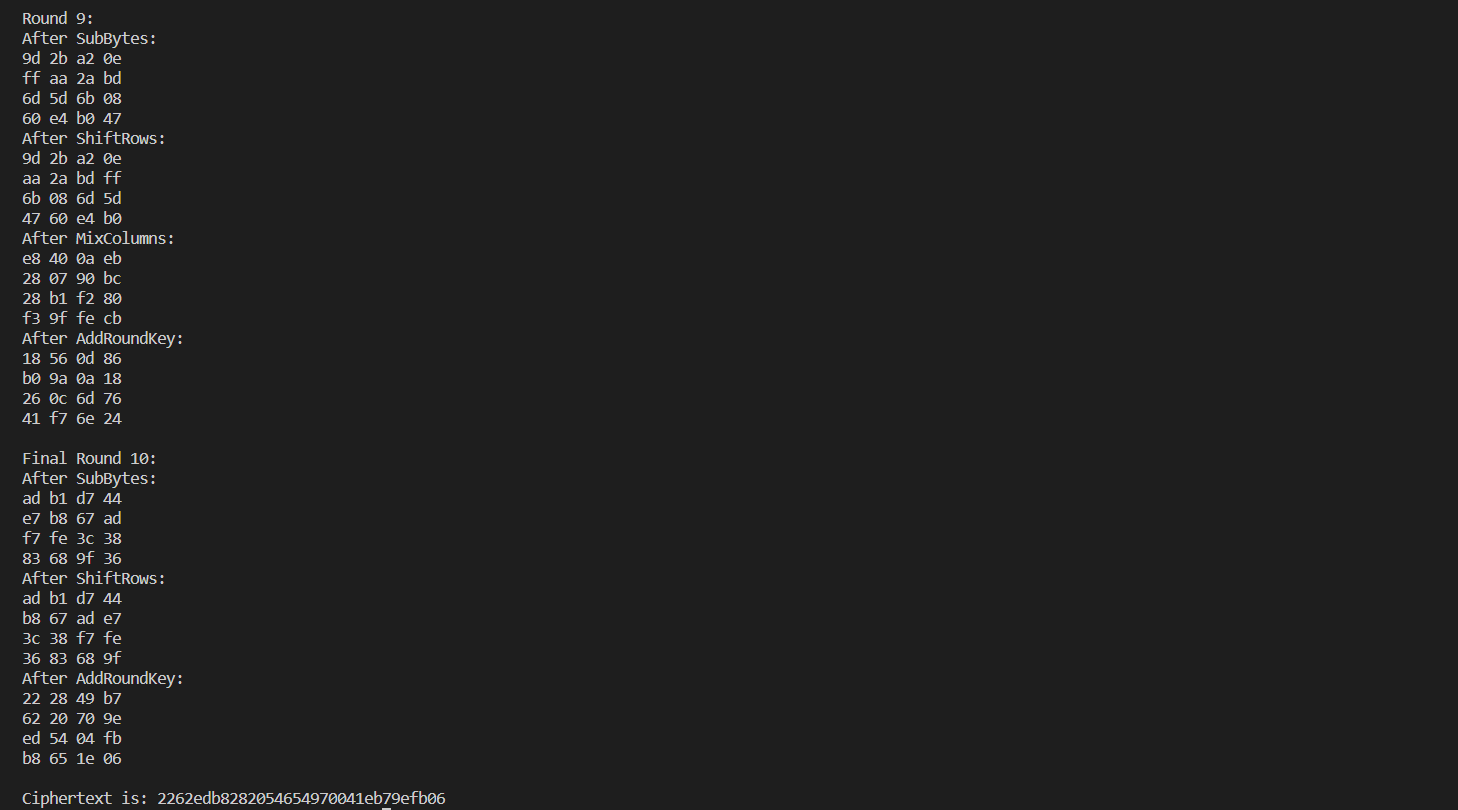 Round 9:
After SubBytes:
9d 2b a2 0e
ff aa 2a bd
6d 5d 6b 08
60 e4 b0 47
After ShiftRows:
9d 2b a2 0e
aa 2a bd ff
6b 08 6d 5d
47 60 e4 b0
After MixColumns:
e8 40 0a eb
28 07 90 bc
28 b1 f2 80
f3 9f fe cb
After AddRoundKey:
18 56 0d 86
b0 9a 0a 18
26 0c 6d 76
41 f7 6e 24
Final Round 10:
After SubBytes:
ad b1 d7 44
e7 b8 67 ad
f7 fe 3c 38
83 68 9f 36
After ShiftRows:
ad b1 d7 44
b8 67 ad e7
3c 38 f7 fe
36 83 68 9f
After AddRoundKey:
22 28 49 b7
62 20 70 9e
ed 54 04 fb
b8 65 1e 06
Ciphertext is: 2262edb8282054654970041eb79efb06